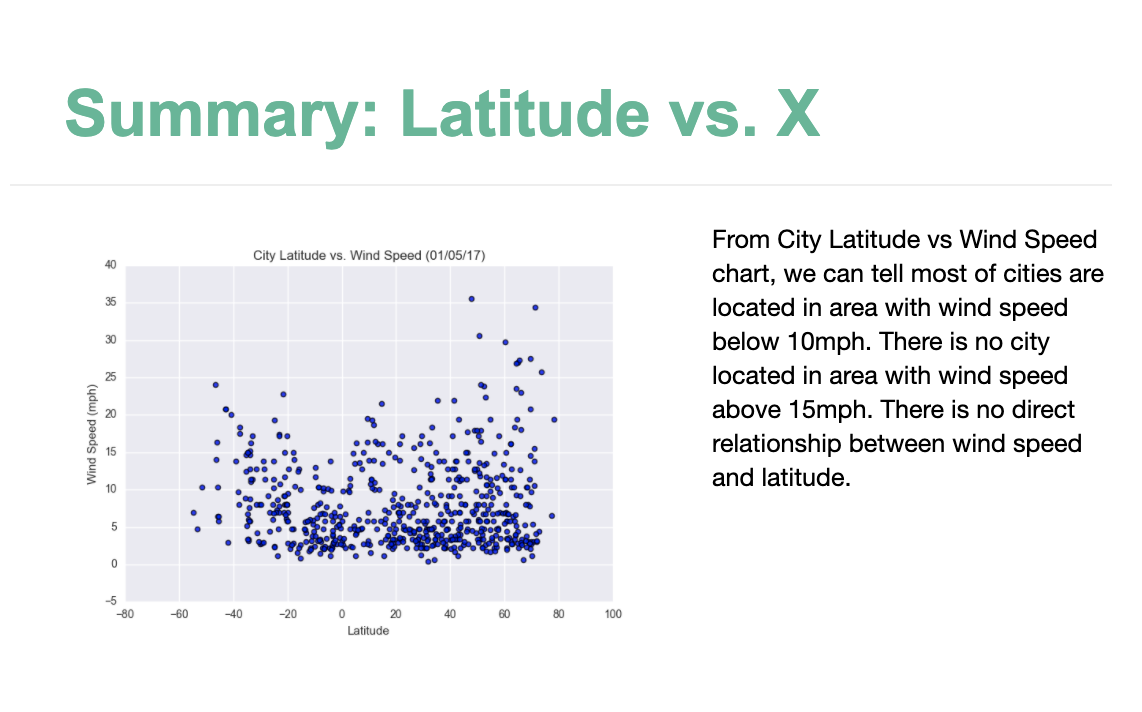 Summary: Latitude vs. X
City Latitude vs. Wind Speed (01/05/17)
40
35
30
25
20
15
10
5
0
−5
Wind Speed (mph)
−80 −60 −40 −20 0 20 40 60 80 100
Latitude
From City Latitude vs Wind Speed
chart, we can tell most of cities are
located in area with wind speed
below 10mph. There is no city
located in area with wind speed
above 15mph. There is no direct
relationship between wind speed
and latitude.